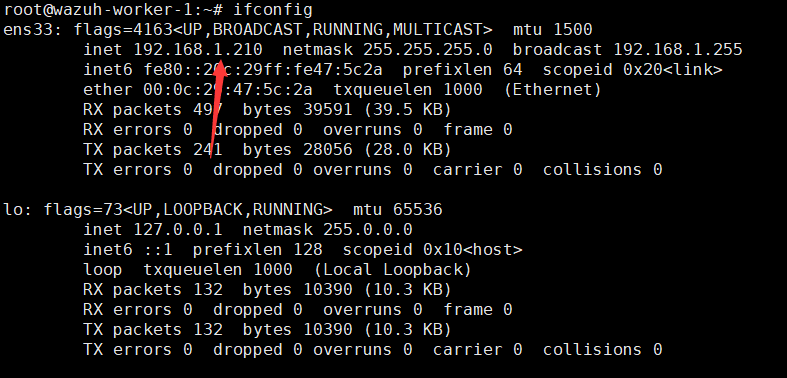 root@wazuh-worker-1:~# ifconfig
ens33: flags=4163<UP,BROADCAST,RUNNING,MULTICAST>  mtu 1500
        inet 192.168.1.210  netmask 255.255.255.0  broadcast 192.168.1.255
        inet6 fe80::20c:29ff:fe47:5c2a  prefixlen 64  scopeid 0x20<link>
        ether 00:0c:29:47:5c:2a  txqueuelen 1000  (Ethernet)
        RX packets 497  bytes 39591 (39.5 KB)
        RX errors 0  dropped 0  overruns 0  frame 0
        TX packets 241  bytes 28056 (28.0 KB)
        TX errors 0  dropped 0 overruns 0  carrier 0  collisions 0

lo: flags=73<UP,LOOPBACK,RUNNING>  mtu 65536
        inet 127.0.0.1  netmask 255.0.0.0
        inet6 ::1  prefixlen 128  scopeid 0x10<host>
        loop  txqueuelen 1000  (Local Loopback)
        RX packets 132  bytes 10390 (10.3 KB)
        RX errors 0  dropped 0  overruns 0  frame 0
        TX packets 132  bytes 10390 (10.3 KB)
        TX errors 0  dropped 0 overruns 0  carrier 0  collisions 0